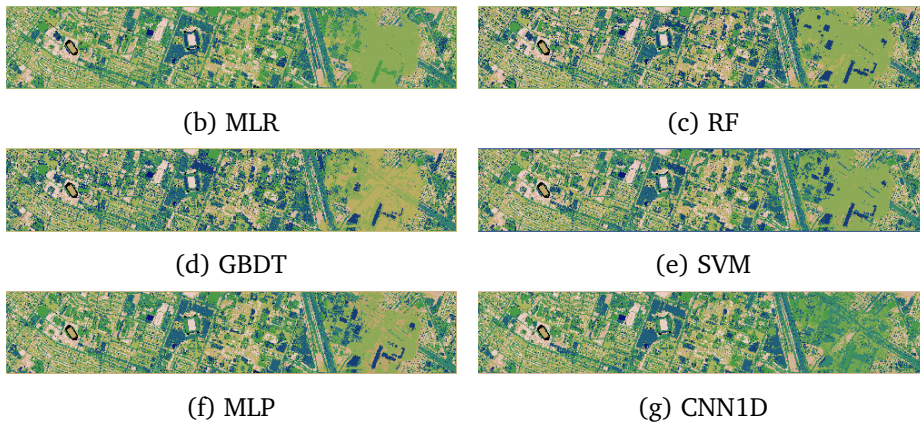 (b) MLR
(c) RF
(d) GBDT
(e) SVM
(f) MLP
(g) CNN1D